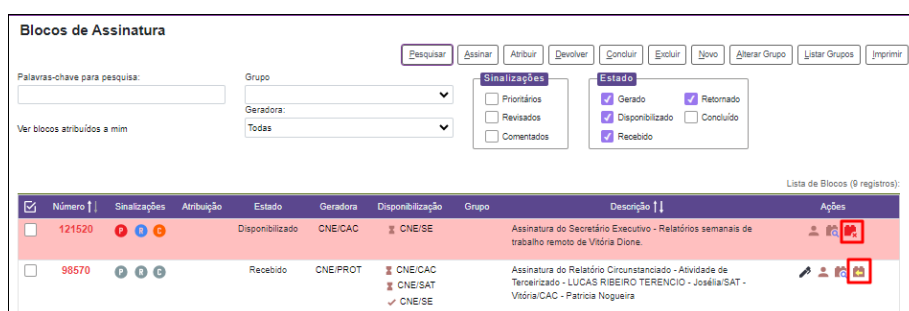 Blocos de Assinatura
Pesquisar Assinar Atribuir Devolver Concluir Excluir Novo Alterar Grupo Listar Grupos Imprimir
Palavras-chave para pesquisa:
Grupo
Sinalizações
Estado
Prioritários
Gerado
Retornado
Geradora:
Revisados
Disponibilizado
Concluído
Ver blocos atribuídos a mim
Todas
Comentados
Recebido
Lista de Blocos (9 registros):
Número Sinalizações Atribuição Estado Geradora Disponibilização Grupo Descrição Ações
121520 P R C Disponibilizado CNE/CAC CNE/SE Assinatura do Secretário Executivo - Relatórios semanais de
trabalho remoto de Vitória Dione.
98570 P R C Recebido CNE/PROT CNE/CAC Assinatura do Relatório Circunstanciado - Atividade de
CNE/SAT Terceirizado - LUCAS RIBEIRO TERENCIO - Josélia/SAT -
CNE/SE Vitória/CAC - Patricia Nogueira